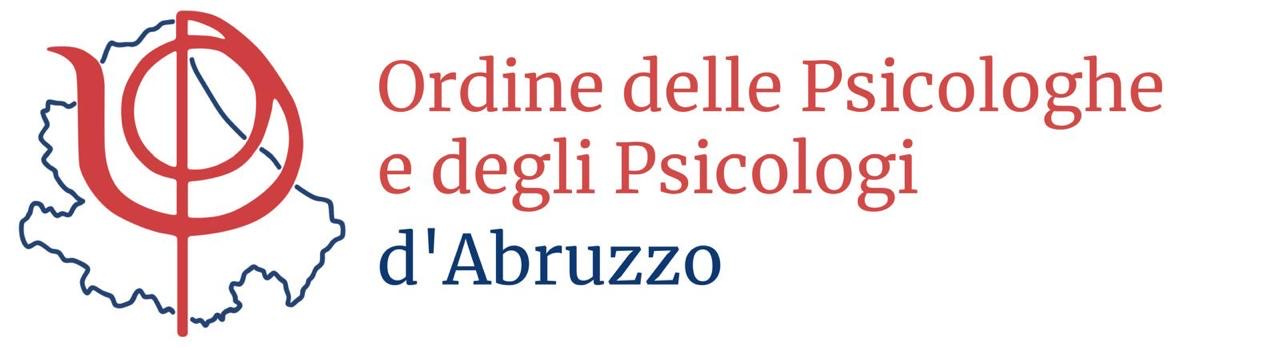 Ordine delle Psicologhe
e degli Psicologi
d'Abruzzo